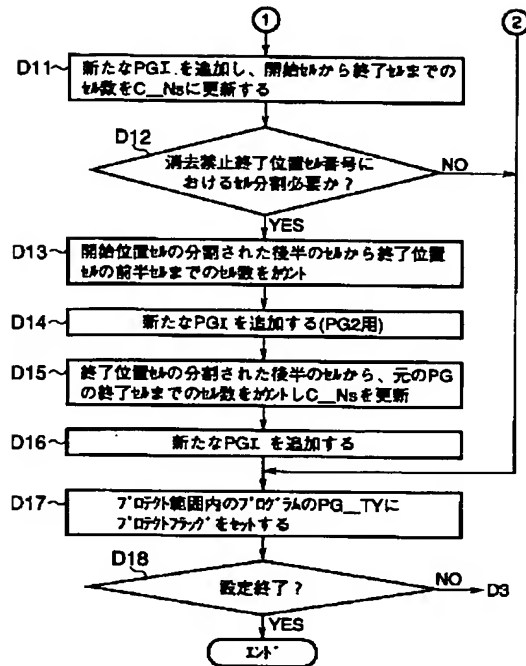 1
2
D11
新たなPGI.を追加し、開始ｾﾙから終了ｾﾙまでの
ｾﾙ数をC__Nsに更新する
D12
消去禁止終了位置ｾﾙ番号に
おけるｾﾙ分割必要か？
NO
YES
D13
開始位置ｾﾙの分割された後半のｾﾙから終了位置
ｾﾙの前半ｾﾙまでのｾﾙ数をｶｳﾝﾄ
D14
新たなPGI を追加する(PG2用)
D15
終了位置ｾﾙの分割された後半のｾﾙから、元のPG
の終了ｾﾙまでのｾﾙ数をｶｳﾝﾄしC__Nsを更新
D16
新たなPGI を追加する
D17
ﾌﾟﾛﾃｸﾄ範囲内のﾌﾟﾛｸﾞﾗﾑのPG__TYに
ﾌﾟﾛﾃｸﾄﾌﾗｯｸﾞをｾｯﾄする
D18
設定終了？
NO
D3
YES
ｴﾝﾄﾞ